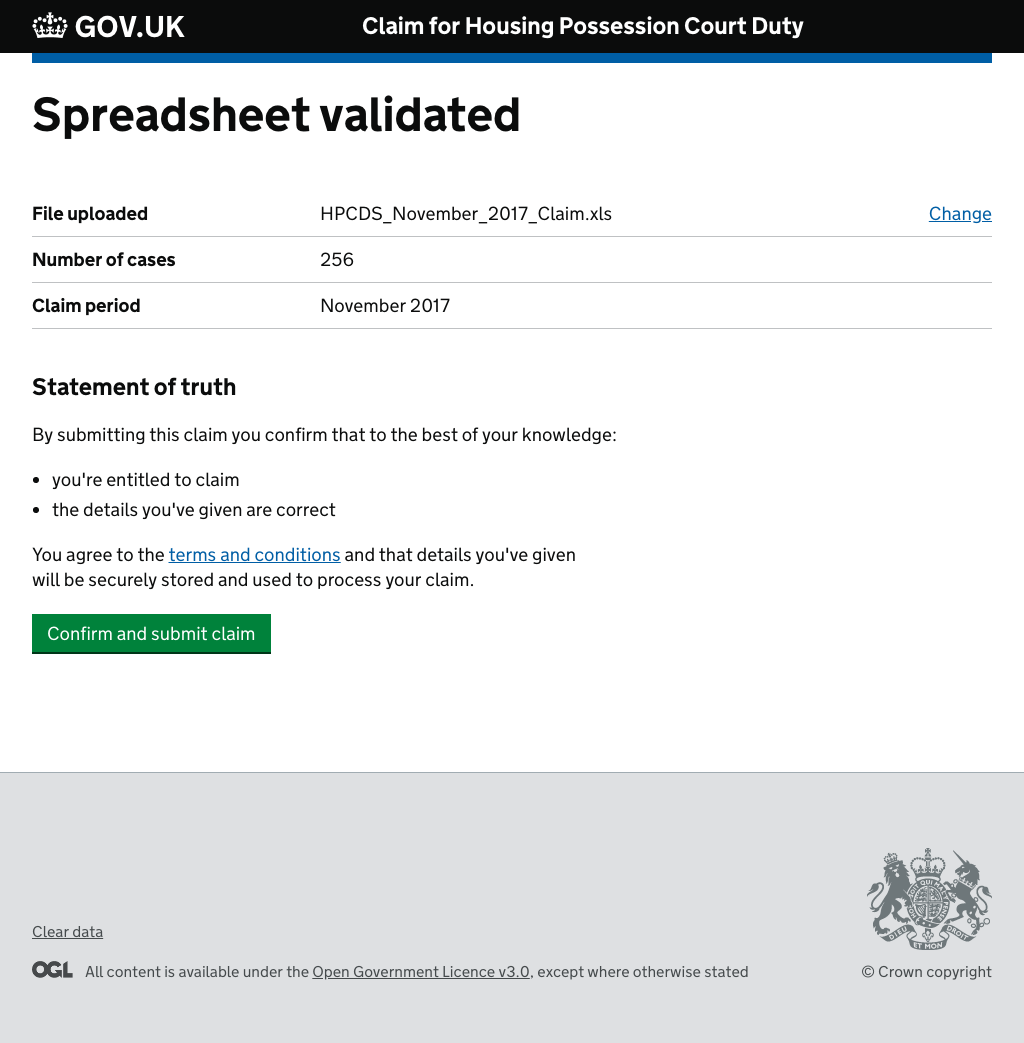 GOV.UK
Claim for Housing Possession Court Duty
Spreadsheet validated
File uploaded HPCDS_November_2017_Claim.xls Change
Number of cases 256
Claim period November 2017
Statement of truth
By submitting this claim you confirm that to the best of your knowledge:
• you're entitled to claim
• the details you've given are correct
You agree to the terms and conditions and that details you've given
will be securely stored and used to process your claim.
Confirm and submit claim
DIEU ET MON DROIT
Clear data
OGL All content is available under the Open Government Licence v3.0, except where otherwise stated
© Crown copyright